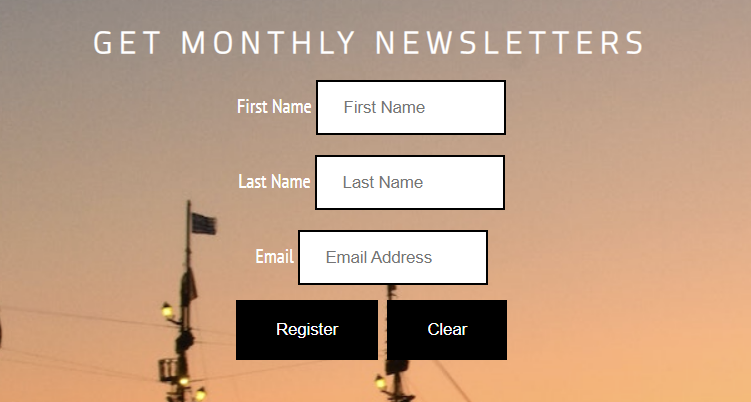 GET MONTHLY NEWSLETTERS
First Name First Name
Last Name Last Name
Email Email Address
Register Clear